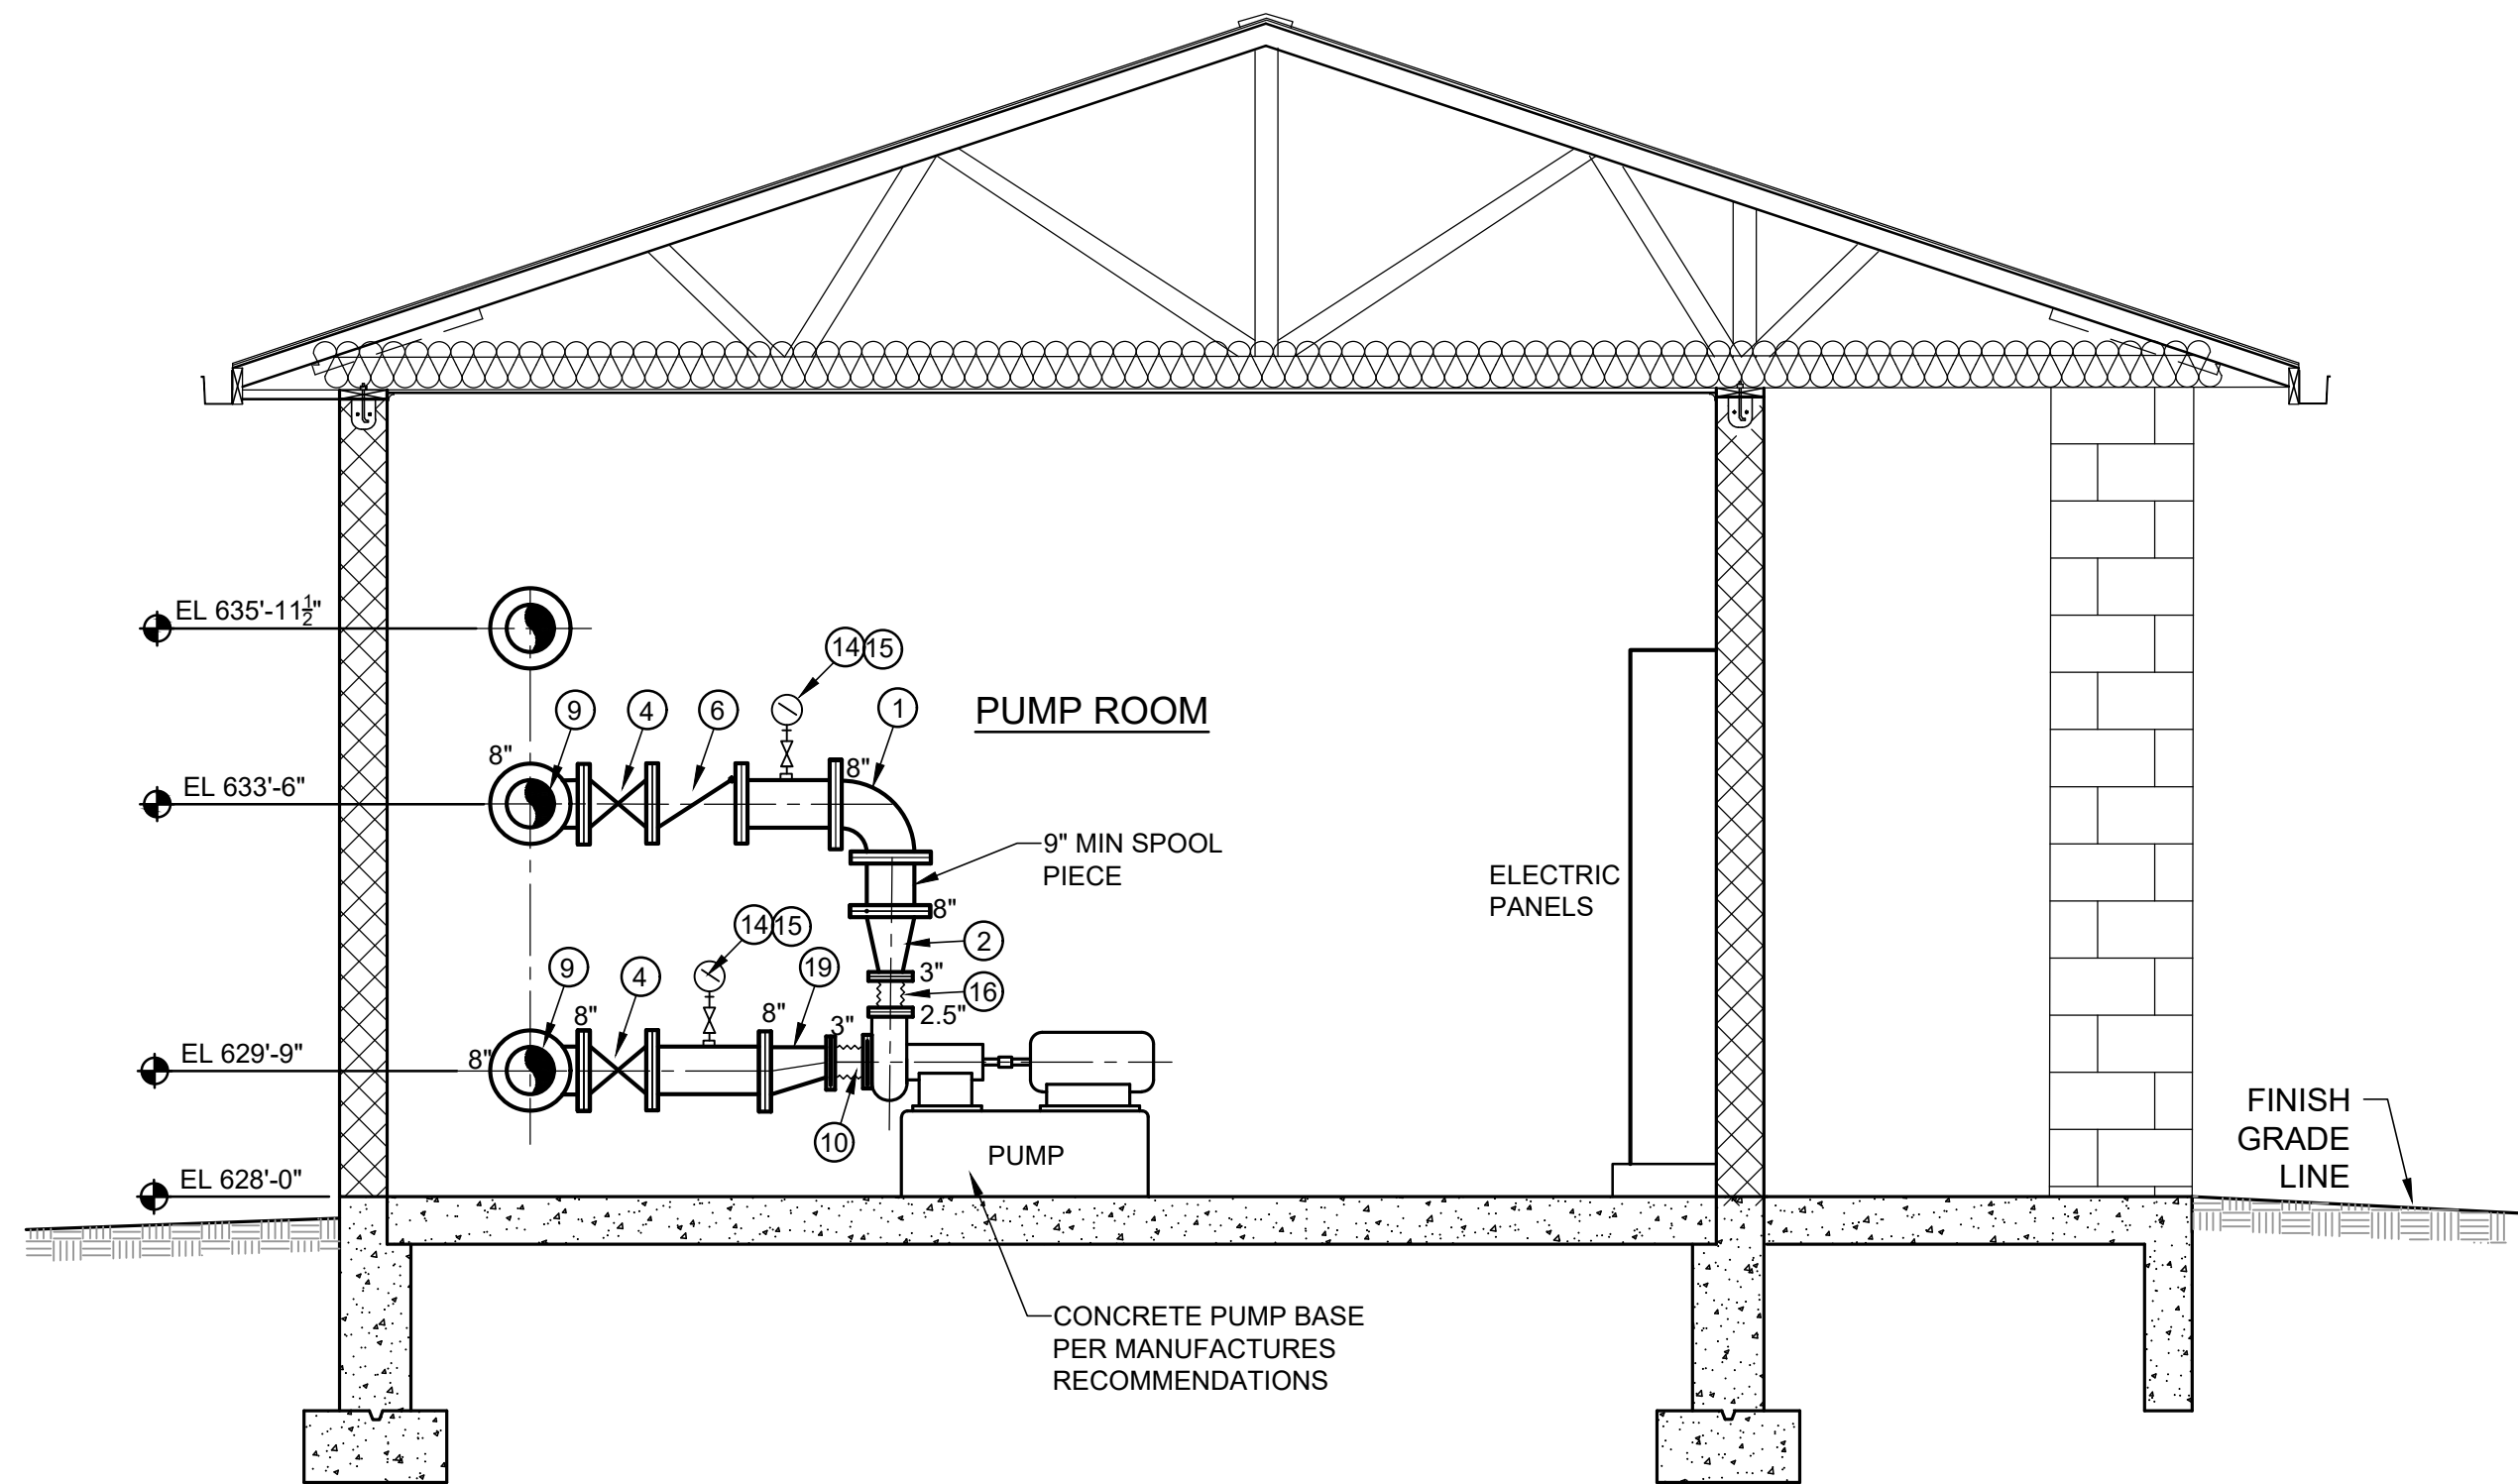 EL 635'-11½"
14 15
9
4
6
1
PUMP ROOM
8"
8"
EL 633'-6"
9" MIN SPOOL
PIECE
ELECTRIC
PANELS
8"
14 15
2
9
4
19
3"
16
8"
8"
3"
2.5"
EL 629'-9"
8"
10
PUMP
EL 628'-0"
FINISH
GRADE
LINE
CONCRETE PUMP BASE
PER MANUFACTURES
RECOMMENDATIONS